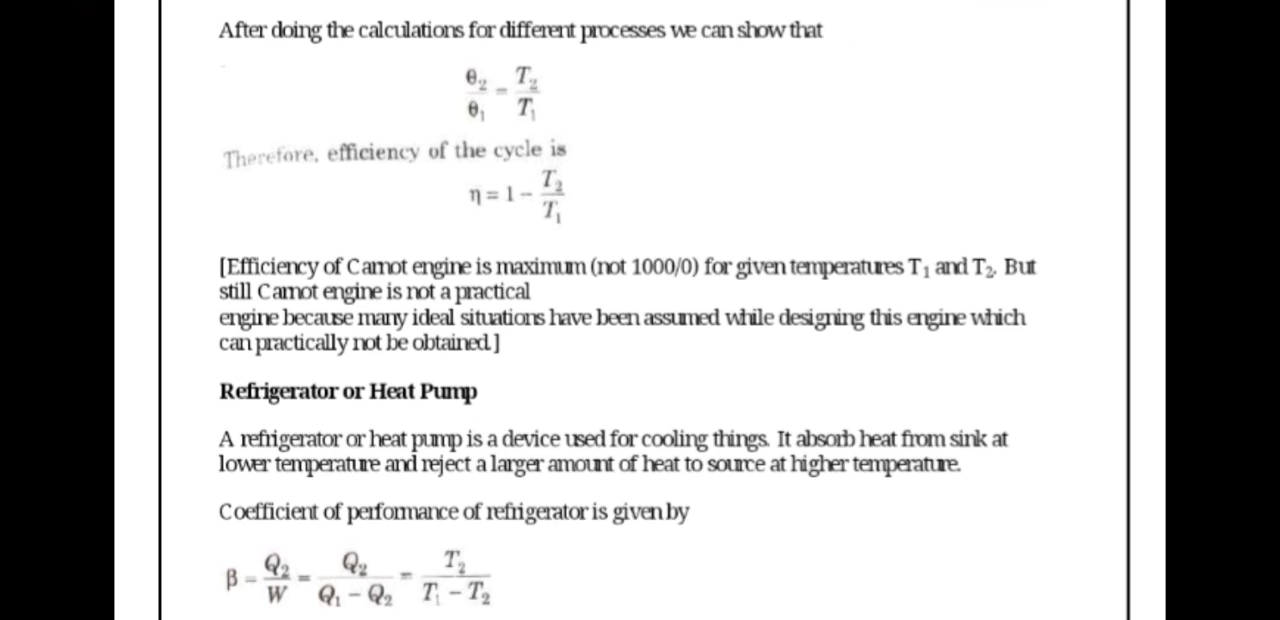 After doing the calculations for different processes we can show that
θ₂/θ₁ = T₂/T₁
Therefore, efficiency of the cycle is
η = 1 – T₂/T₁
[Efficiency of Carnot engine is maximum (not 1000/0) for given temperatures T₁ and T₂. But
still Carnot engine is not a practical
engine because many ideal situations have been assumed while designing this engine which
can practically not be obtained.]
Refrigerator or Heat Pump
A refrigerator or heat pump is a device used for cooling things. It absorb heat from sink at
lower temperature and reject a larger amount of heat to source at higher temperature.
Coefficient of performance of refrigerator is given by
β = Q₂/W = Q₂/(Q₁ – Q₂) = T₂/(T₁ – T₂)